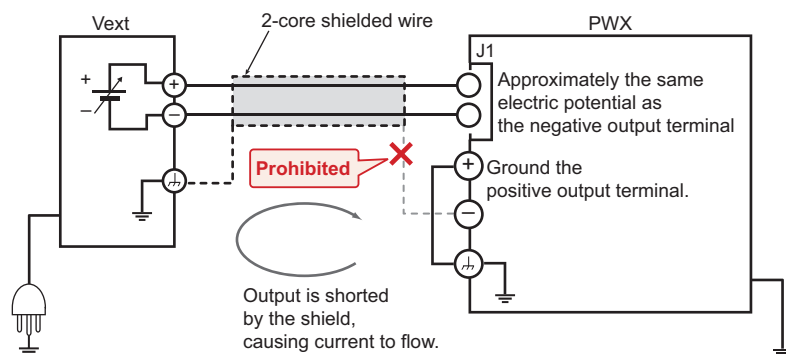 Vext
2-core shielded wire
PWX
J1
+
–
+
−
Approximately the same
electric potential as
the negative output terminal
Prohibited
+
Ground the
positive output terminal.
−
Output is shorted
by the shield,
causing current to flow.